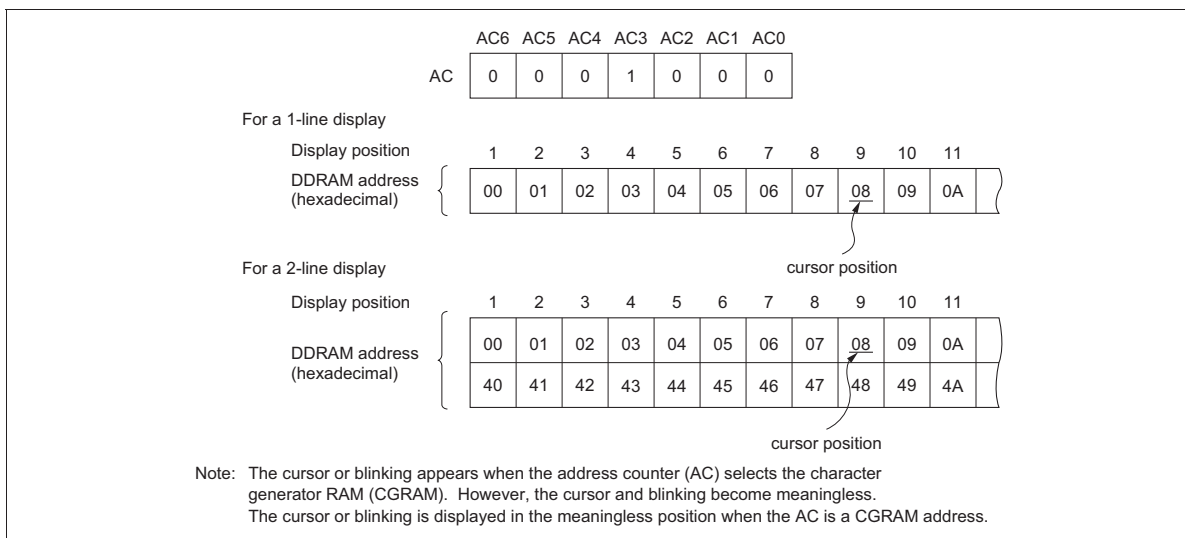 AC6 AC5 AC4 AC3 AC2 AC1 AC0
AC 0 0 0 1 0 0 0
For a 1-line display
Display position 1 2 3 4 5 6 7 8 9 10 11
DDRAM address
(hexadecimal)
00 01 02 03 04 05 06 07 08 09 0A
cursor position
For a 2-line display
Display position 1 2 3 4 5 6 7 8 9 10 11
DDRAM address
(hexadecimal)
00 01 02 03 04 05 06 07 08 09 0A
40 41 42 43 44 45 46 47 48 49 4A
cursor position
Note: The cursor or blinking appears when the address counter (AC) selects the character
generator RAM (CGRAM). However, the cursor and blinking become meaningless.
The cursor or blinking is displayed in the meaningless position when the AC is a CGRAM address.